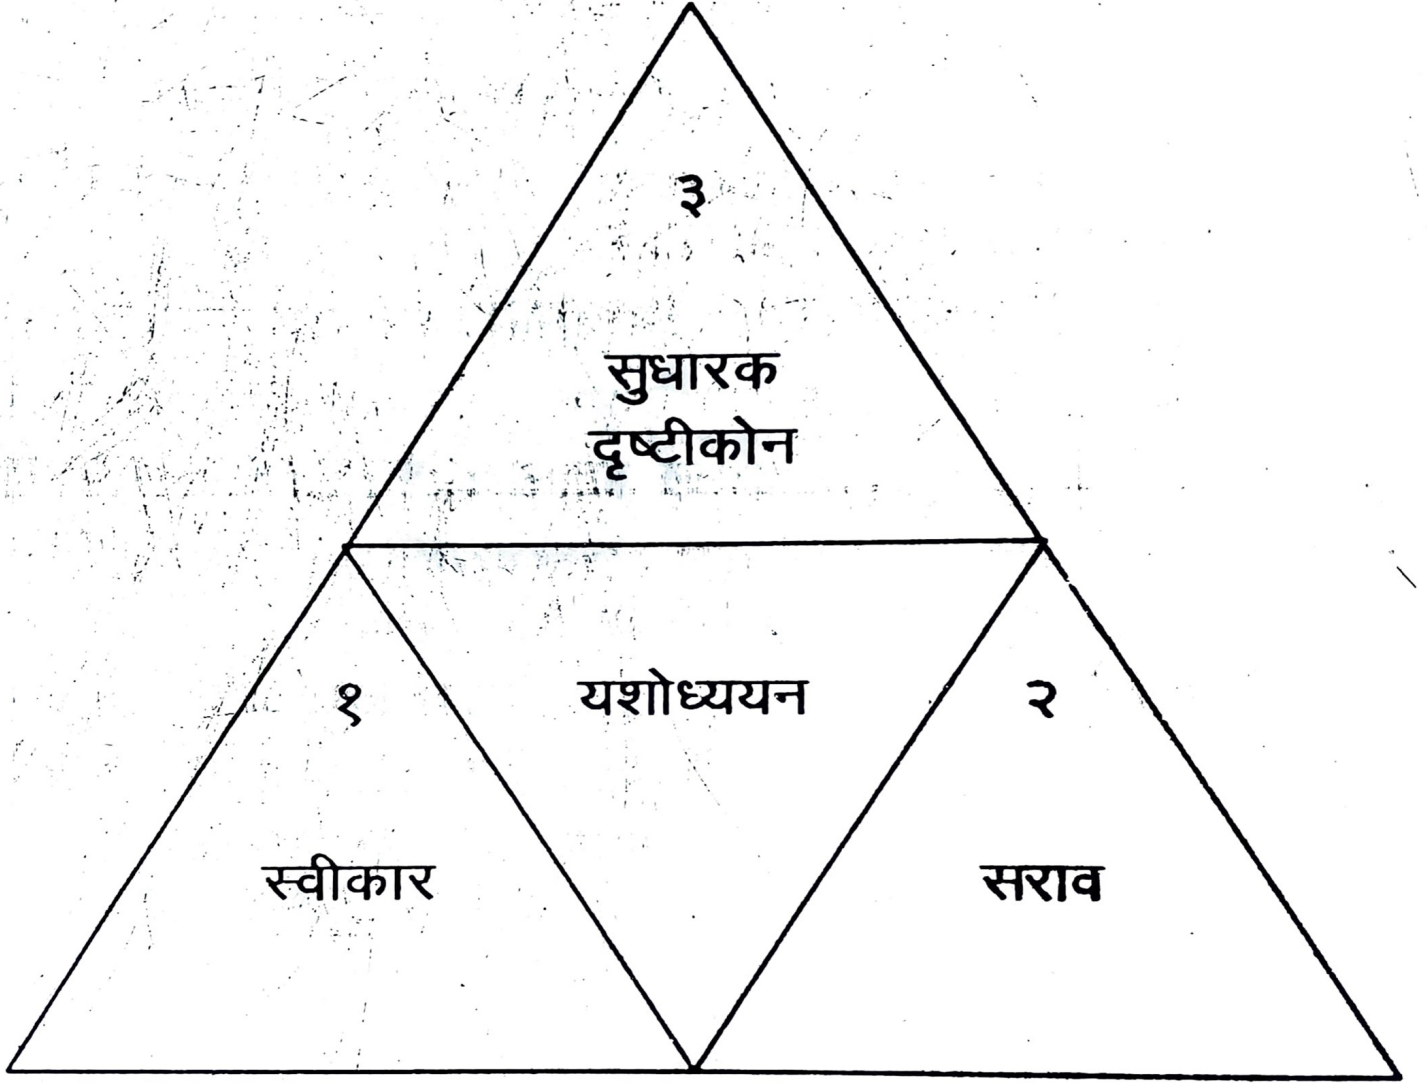 ३
सुधारक
दृष्टीकोन
१
यशोध्ययन
२
स्वीकार
सराव